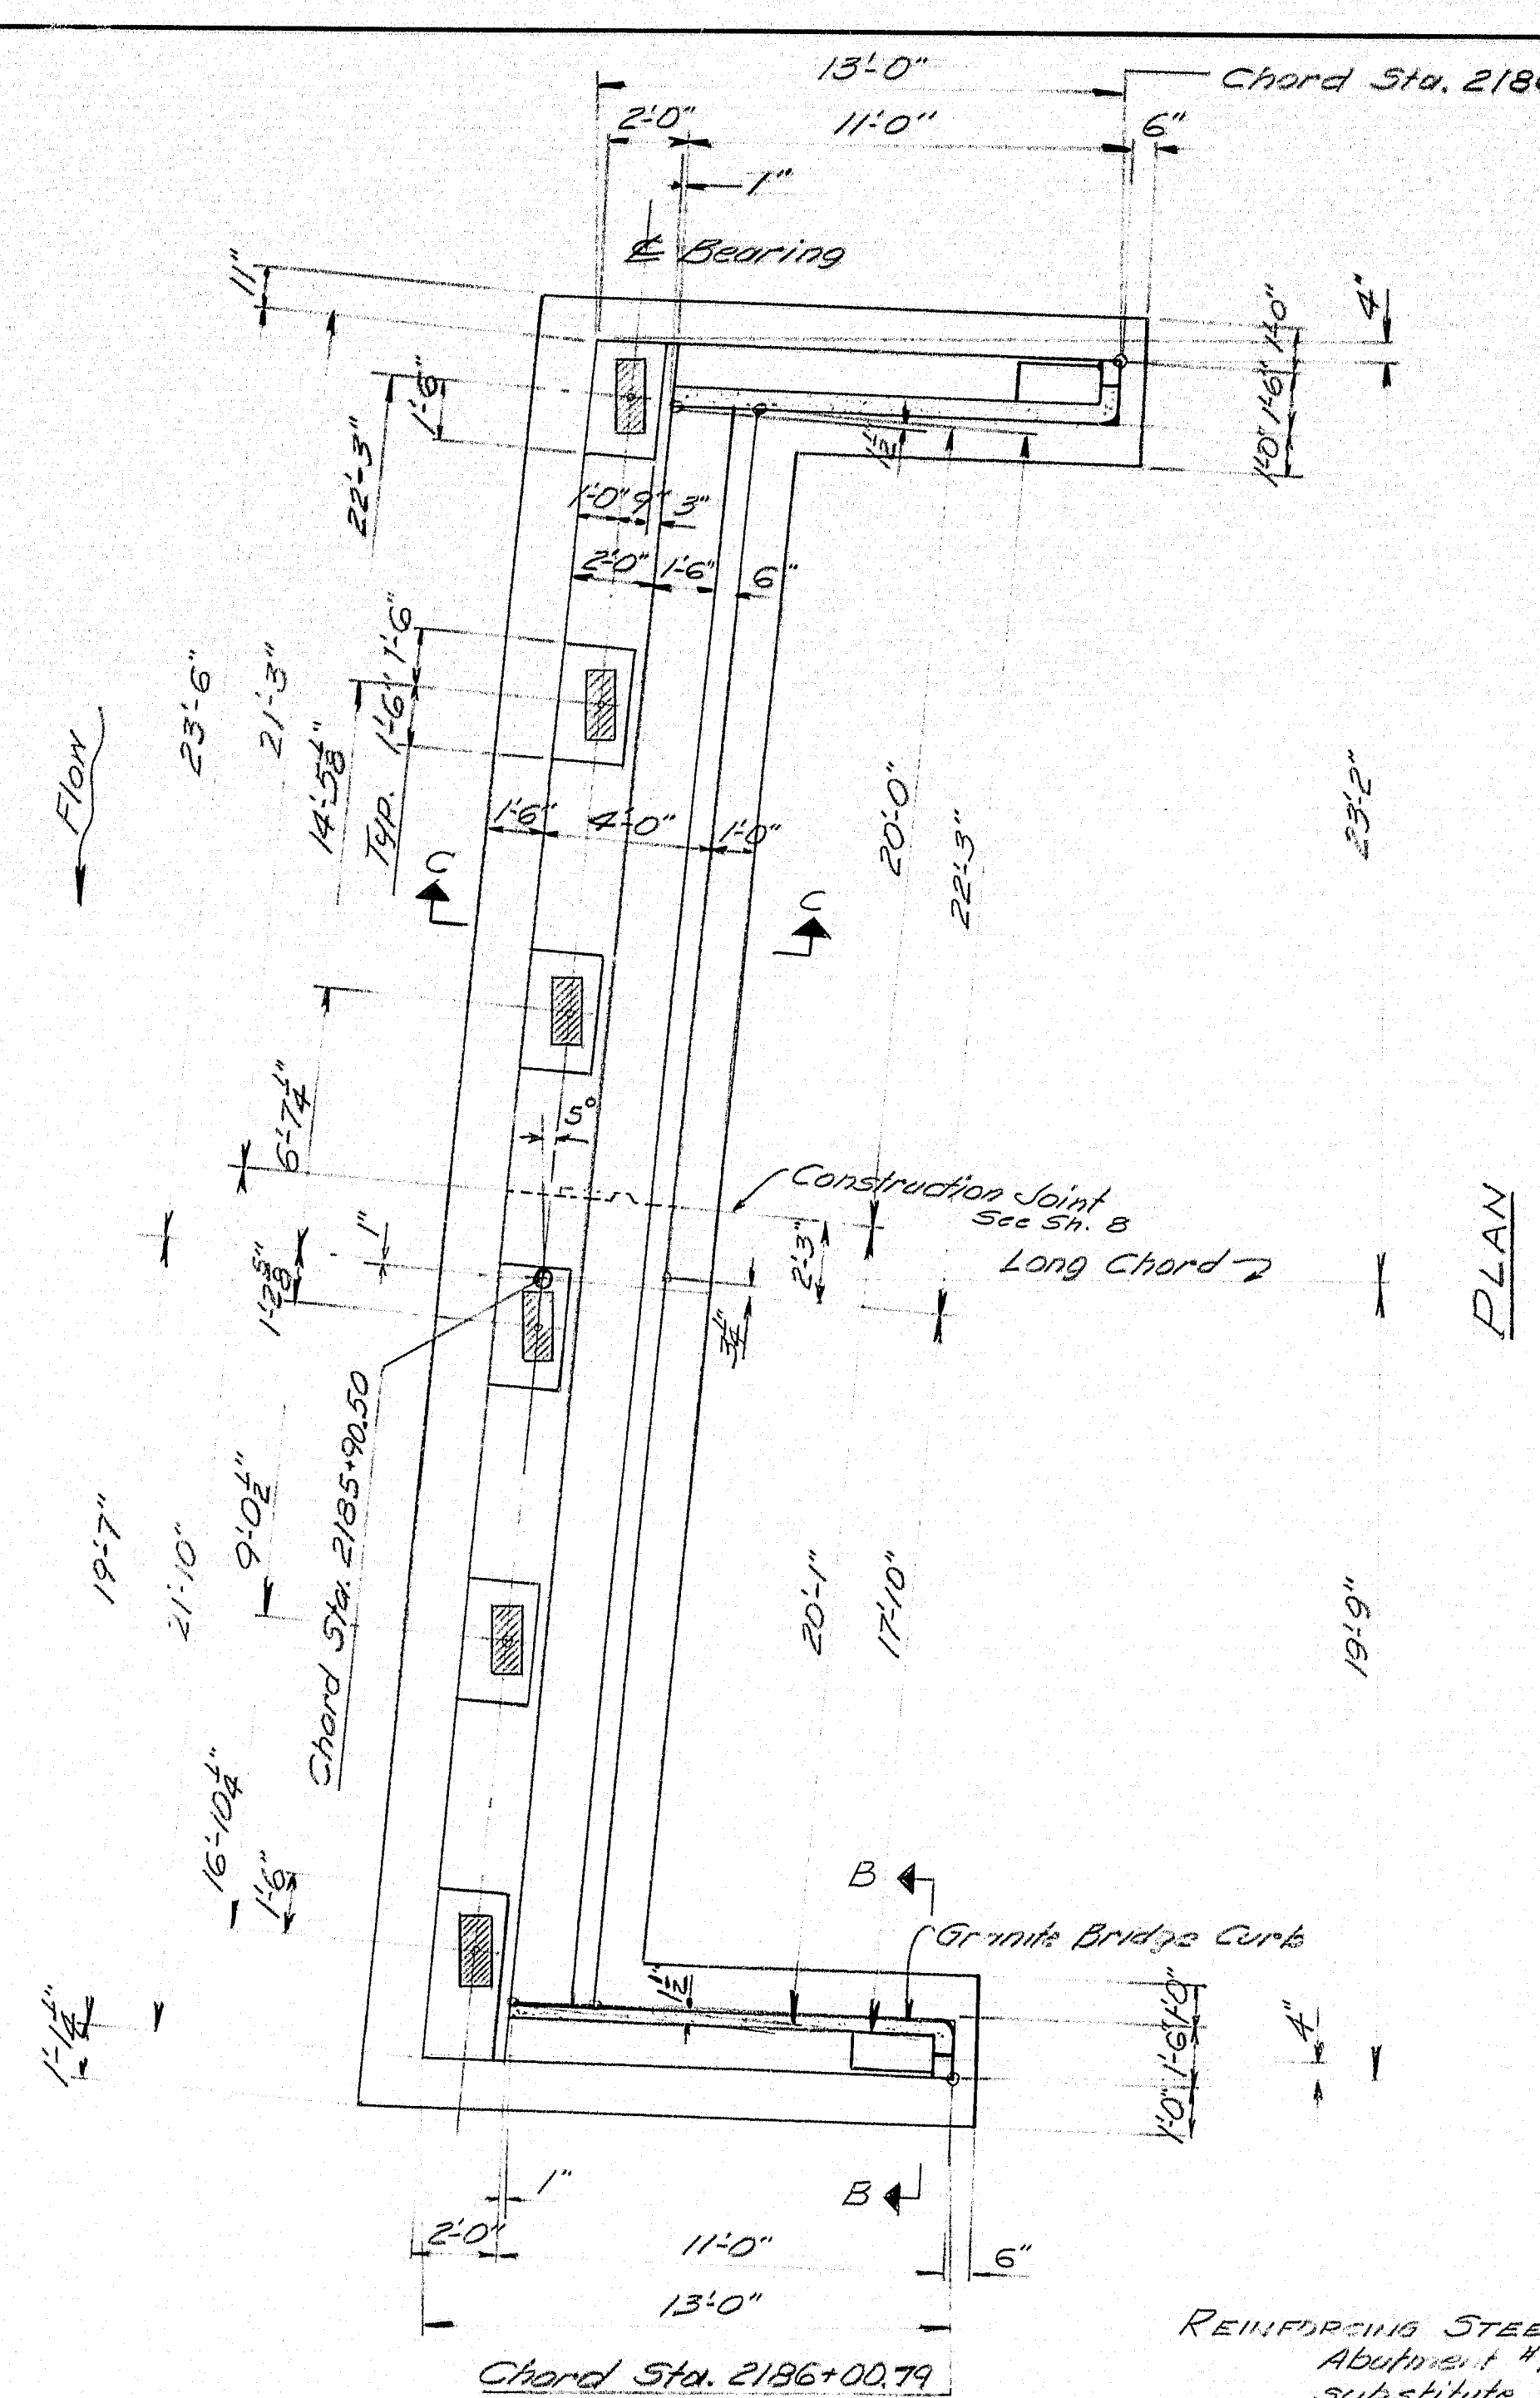 13'-0"
Chord Sta. 218
2'-0"
11'-0"
6"
1"
℄ Bearing
11"
4"
1'-0"
1'-6"
1'-0"
1'-6"
22'-3"
1½"
1'-0" 9" 3"
2'-0" 1'-6" 6"
1'-6"
1'-6"
Typ.
23'-6"
21'-3"
14'-5⅛"
Flow
1'-6" 4'-0" 1'-0"
20'-0"
22'-3"
23'-2"
C
C
5°
6'-7¼"
Construction Joint
See Sh. 8
1"
2'-3"
Long Chord
PLAN
1'-2⅝"
3¼"
Chord Sta. 2185+90.50
19'-7"
21'-10"
9'-0½"
20'-1"
17'-10"
19'-9"
16'-10¼"
1'-6"
B
Granite Bridge Curb
1½"
1'-1¼"
1'-0"
1'-6"
1'-0"
4"
1"
B
2'-0"
11'-0"
6"
13'-0"
Chord Sta. 2186+00.79
REINFORCING STEE
Abutment #
substitute